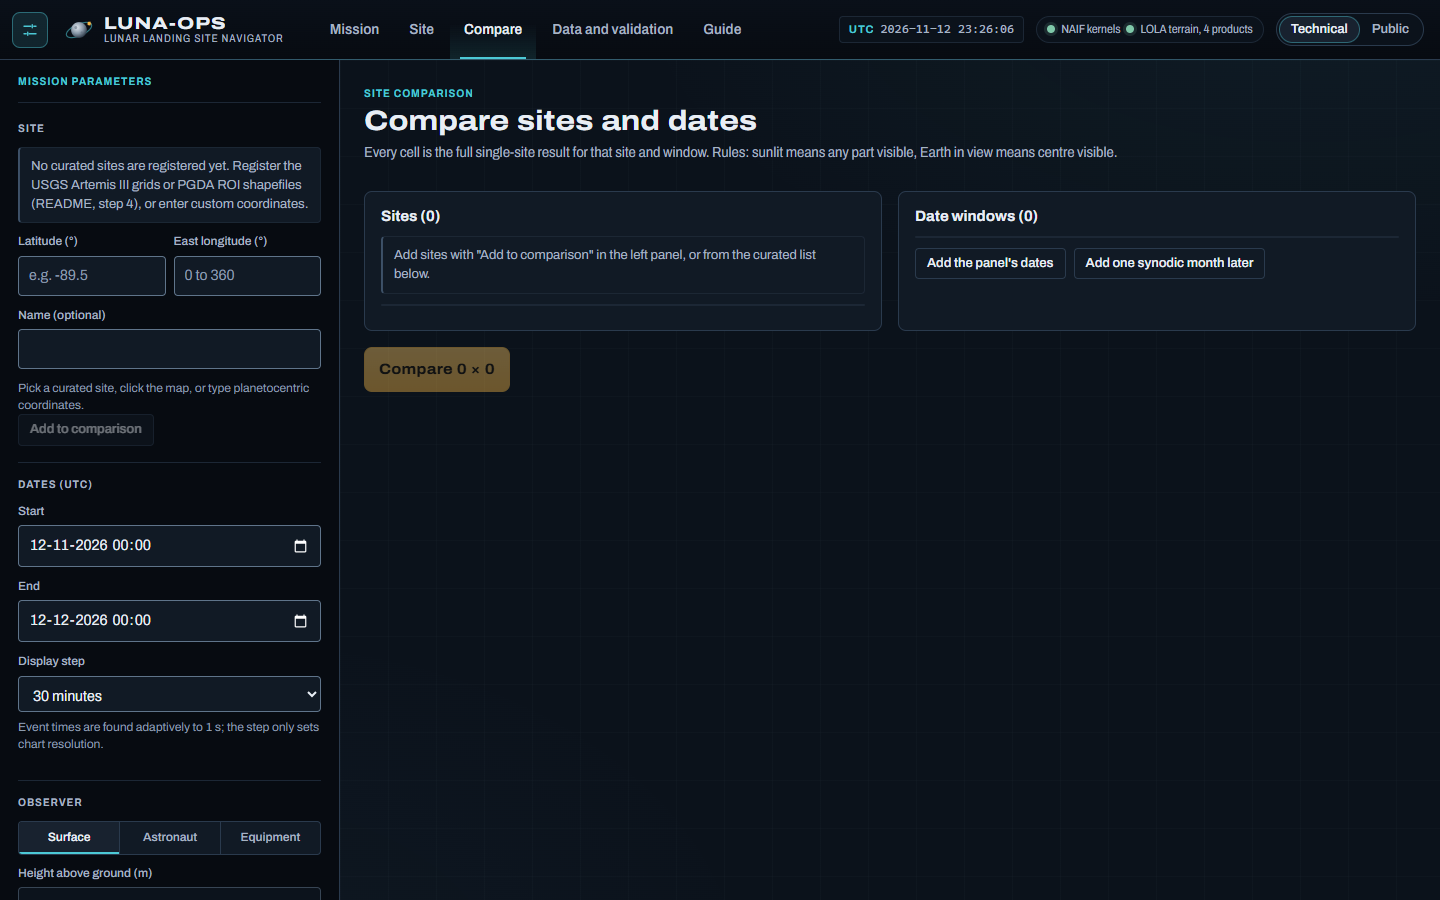 LUNA-OPS
LUNAR LANDING SITE NAVIGATOR
Mission
Site
Compare
Data and validation
Guide
UTC 2026-11-12 23:26:06
NAIF kernels
LOLA terrain, 4 products
Technical
Public
MISSION PARAMETERS
SITE
No curated sites are registered yet. Register the
USGS Artemis III grids or PGDA ROI shapefiles
(README, step 4), or enter custom coordinates.
Latitude (°)
East longitude (°)
e.g. -89.5
0 to 360
Name (optional)
Pick a curated site, click the map, or type planetocentric
coordinates.
Add to comparison
DATES (UTC)
Start
12-11-2026 00:00
End
12-12-2026 00:00
Display step
30 minutes
Event times are found adaptively to 1 s; the step only sets
chart resolution.
OBSERVER
Surface
Astronaut
Equipment
Height above ground (m)
SITE COMPARISON
Compare sites and dates
Every cell is the full single-site result for that site and window. Rules: sunlit means any part visible, Earth in view means centre visible.
Sites (0)
Add sites with "Add to comparison" in the left panel, or from the curated list
below.
Date windows (0)
Add the panel's dates
Add one synodic month later
Compare 0 × 0